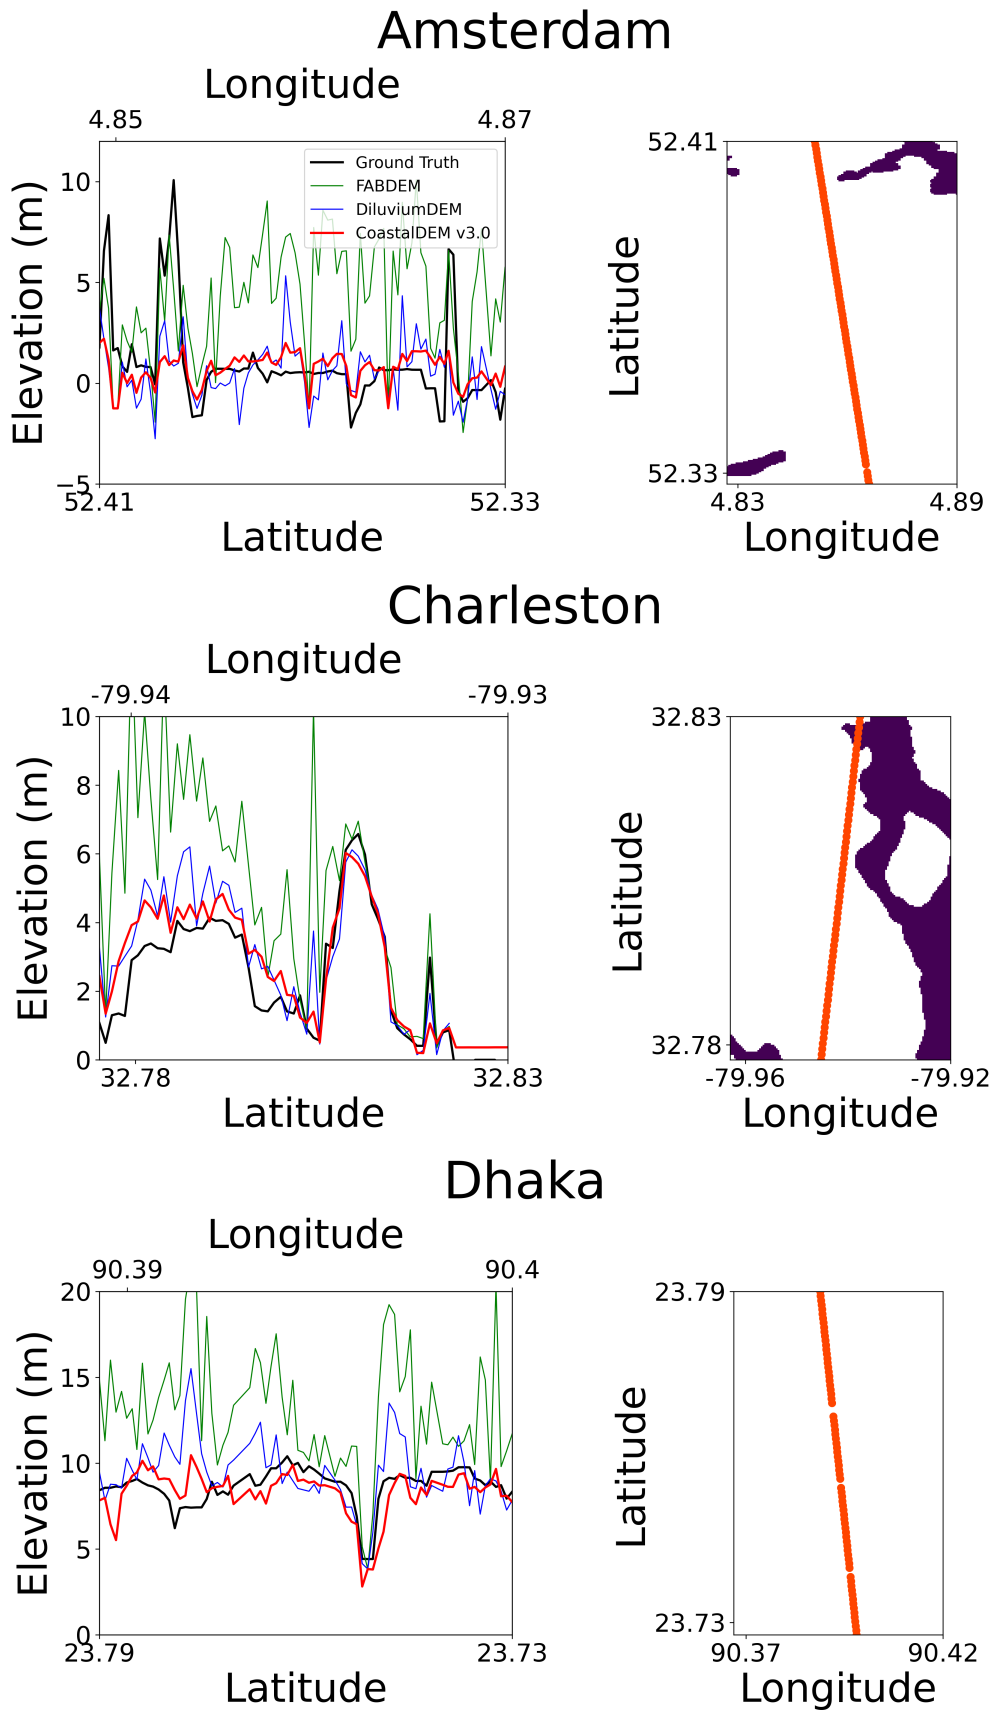 Amsterdam
Longitude
4.85 4.87
52.41
10
5
0
−5
Elevation (m)
Ground Truth
FABDEM
DiluviumDEM
CoastalDEM v3.0
Latitude
52.33
52.41 52.33
4.83 4.89
Latitude
Longitude
Charleston
Longitude
-79.94 -79.93
10
8
6
4
2
0
Elevation (m)
32.83
Latitude
32.78
32.78 32.83
-79.96 -79.92
Latitude
Longitude
Dhaka
Longitude
90.39 90.4
20
15
10
5
0
Elevation (m)
23.79
Latitude
23.73
23.79 23.73
90.37 90.42
Latitude
Longitude